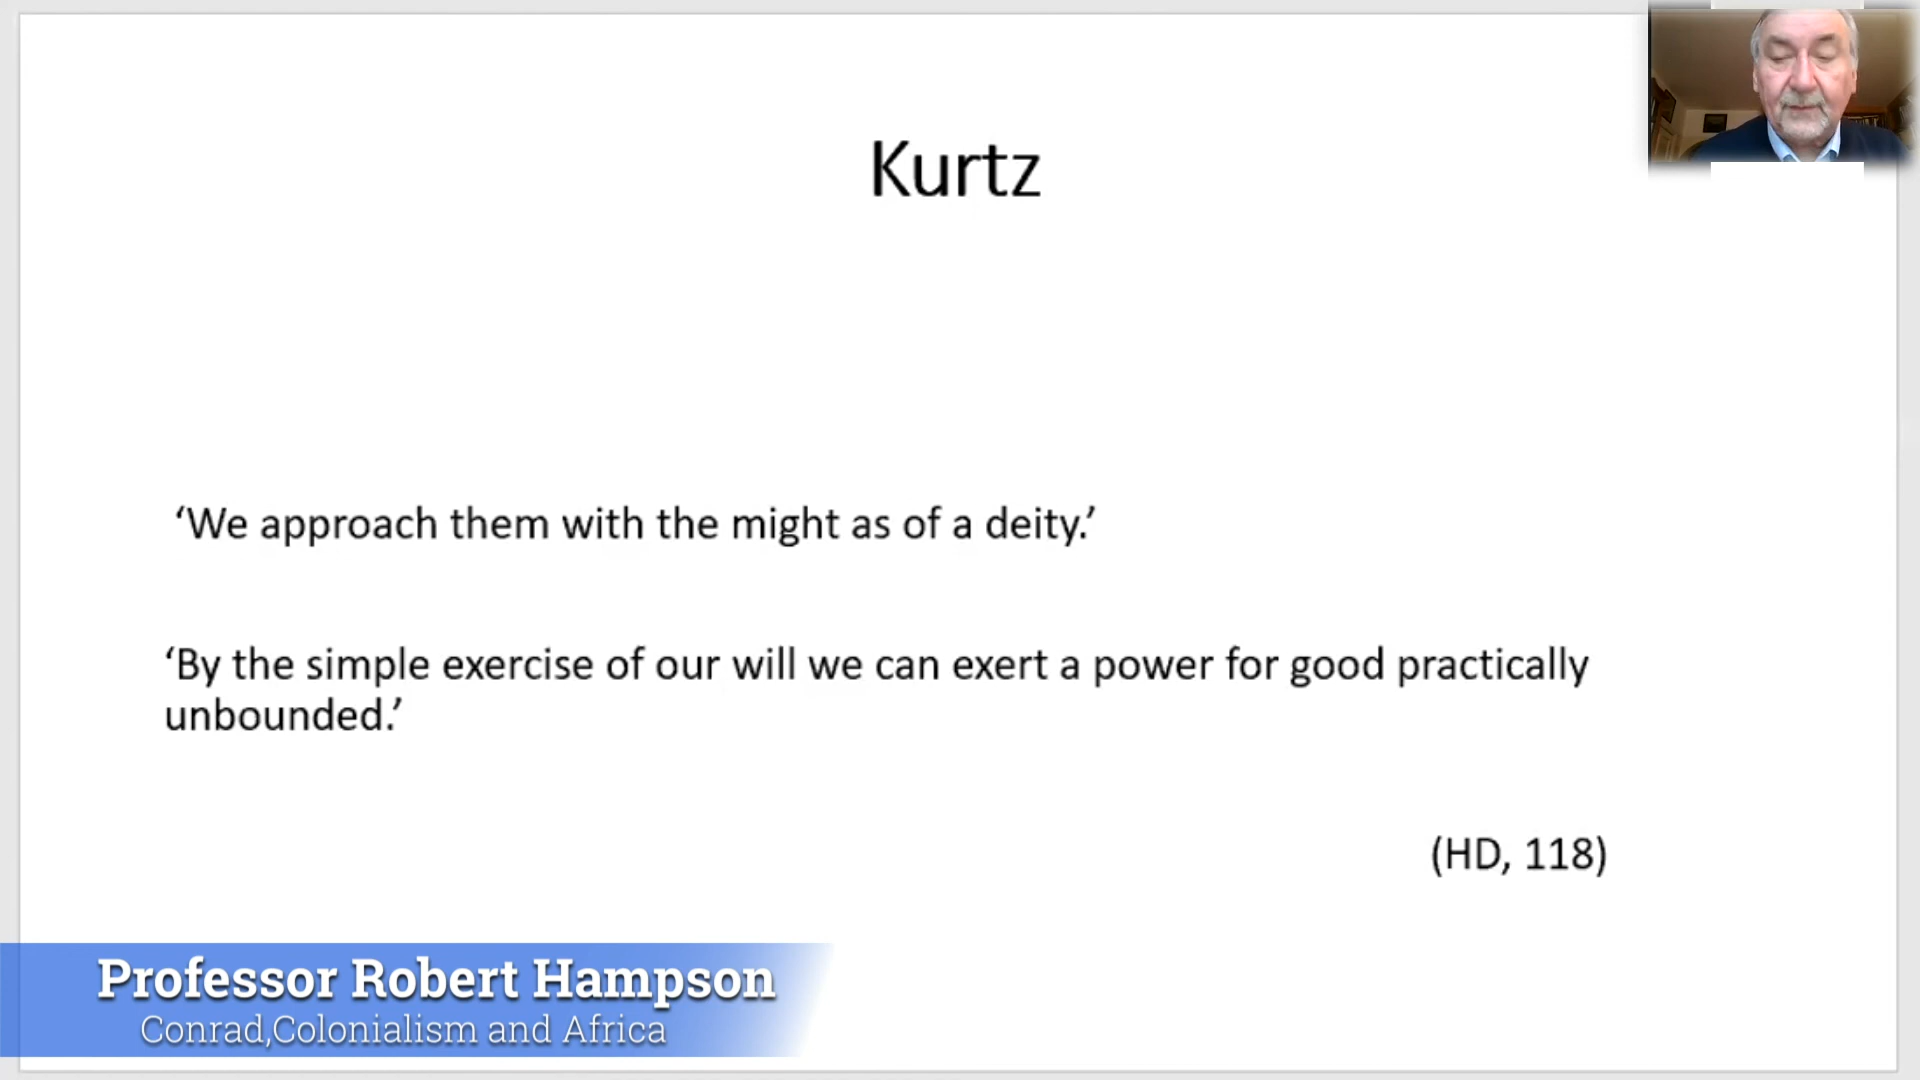 Kurtz
‘We approach them with the might as of a deity.’
‘By the simple exercise of our will we can exert a power for good practically
unbounded.’
(HD, 118)
Professor Robert Hampson
Conrad,Colonialism and Africa